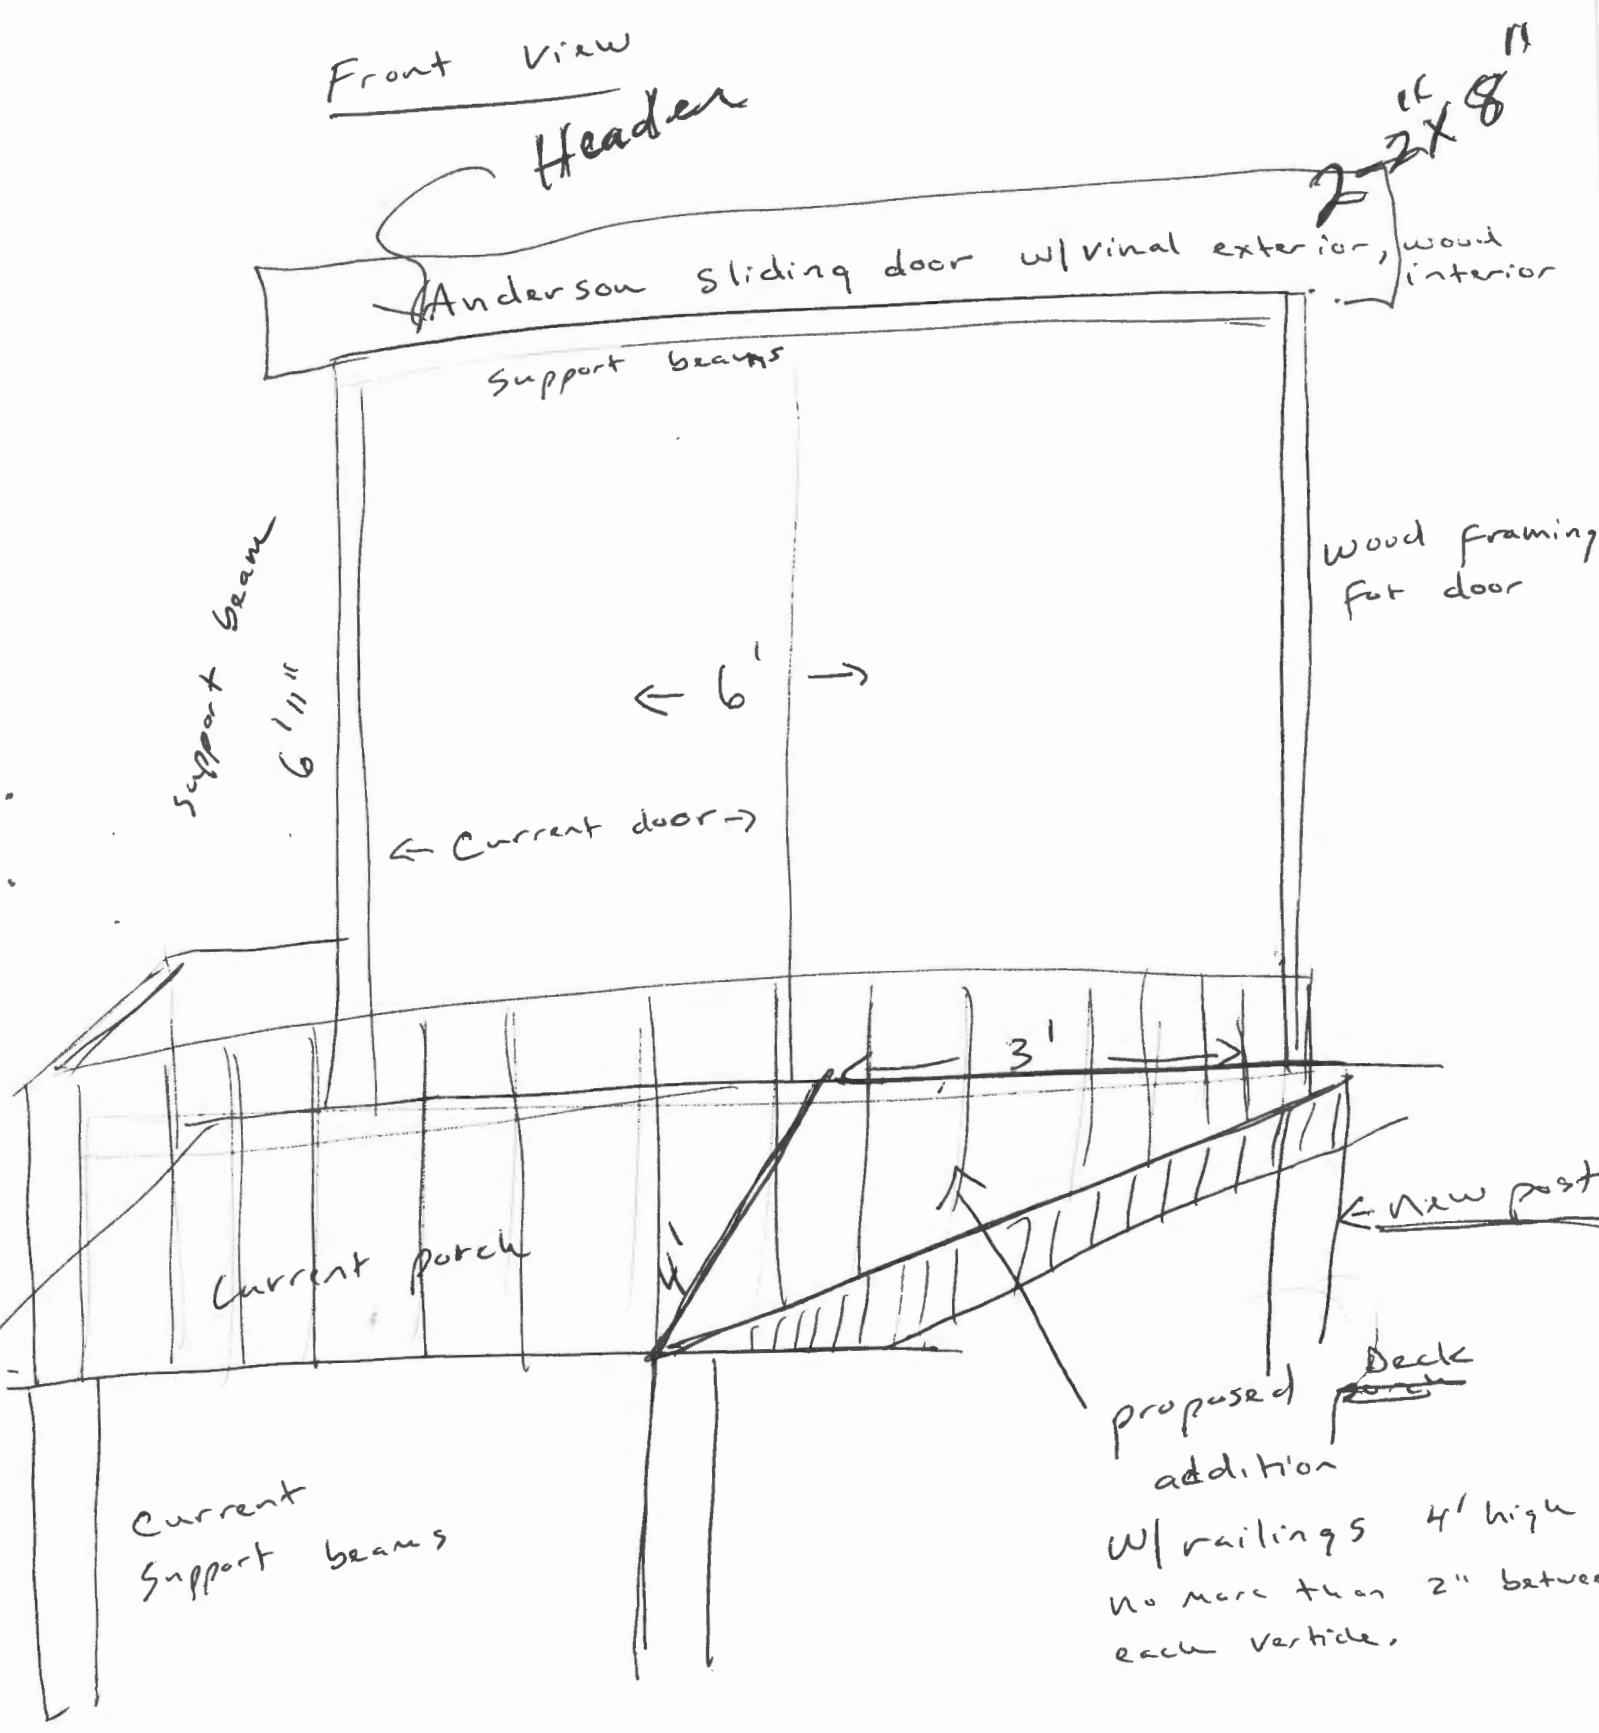 Front View
Header
2-2"x8"
Anderson sliding door w/vinal exterior, wood
interior
Support beams
Support beam
6'11"
Wood framing
for door
← 6' →
← Current door →
← 3' →
4'
Current porch
← New post
proposed Deck
addition
w/ railings 4' high
no more than 2" betwee
each verticle.
Current
Support beams